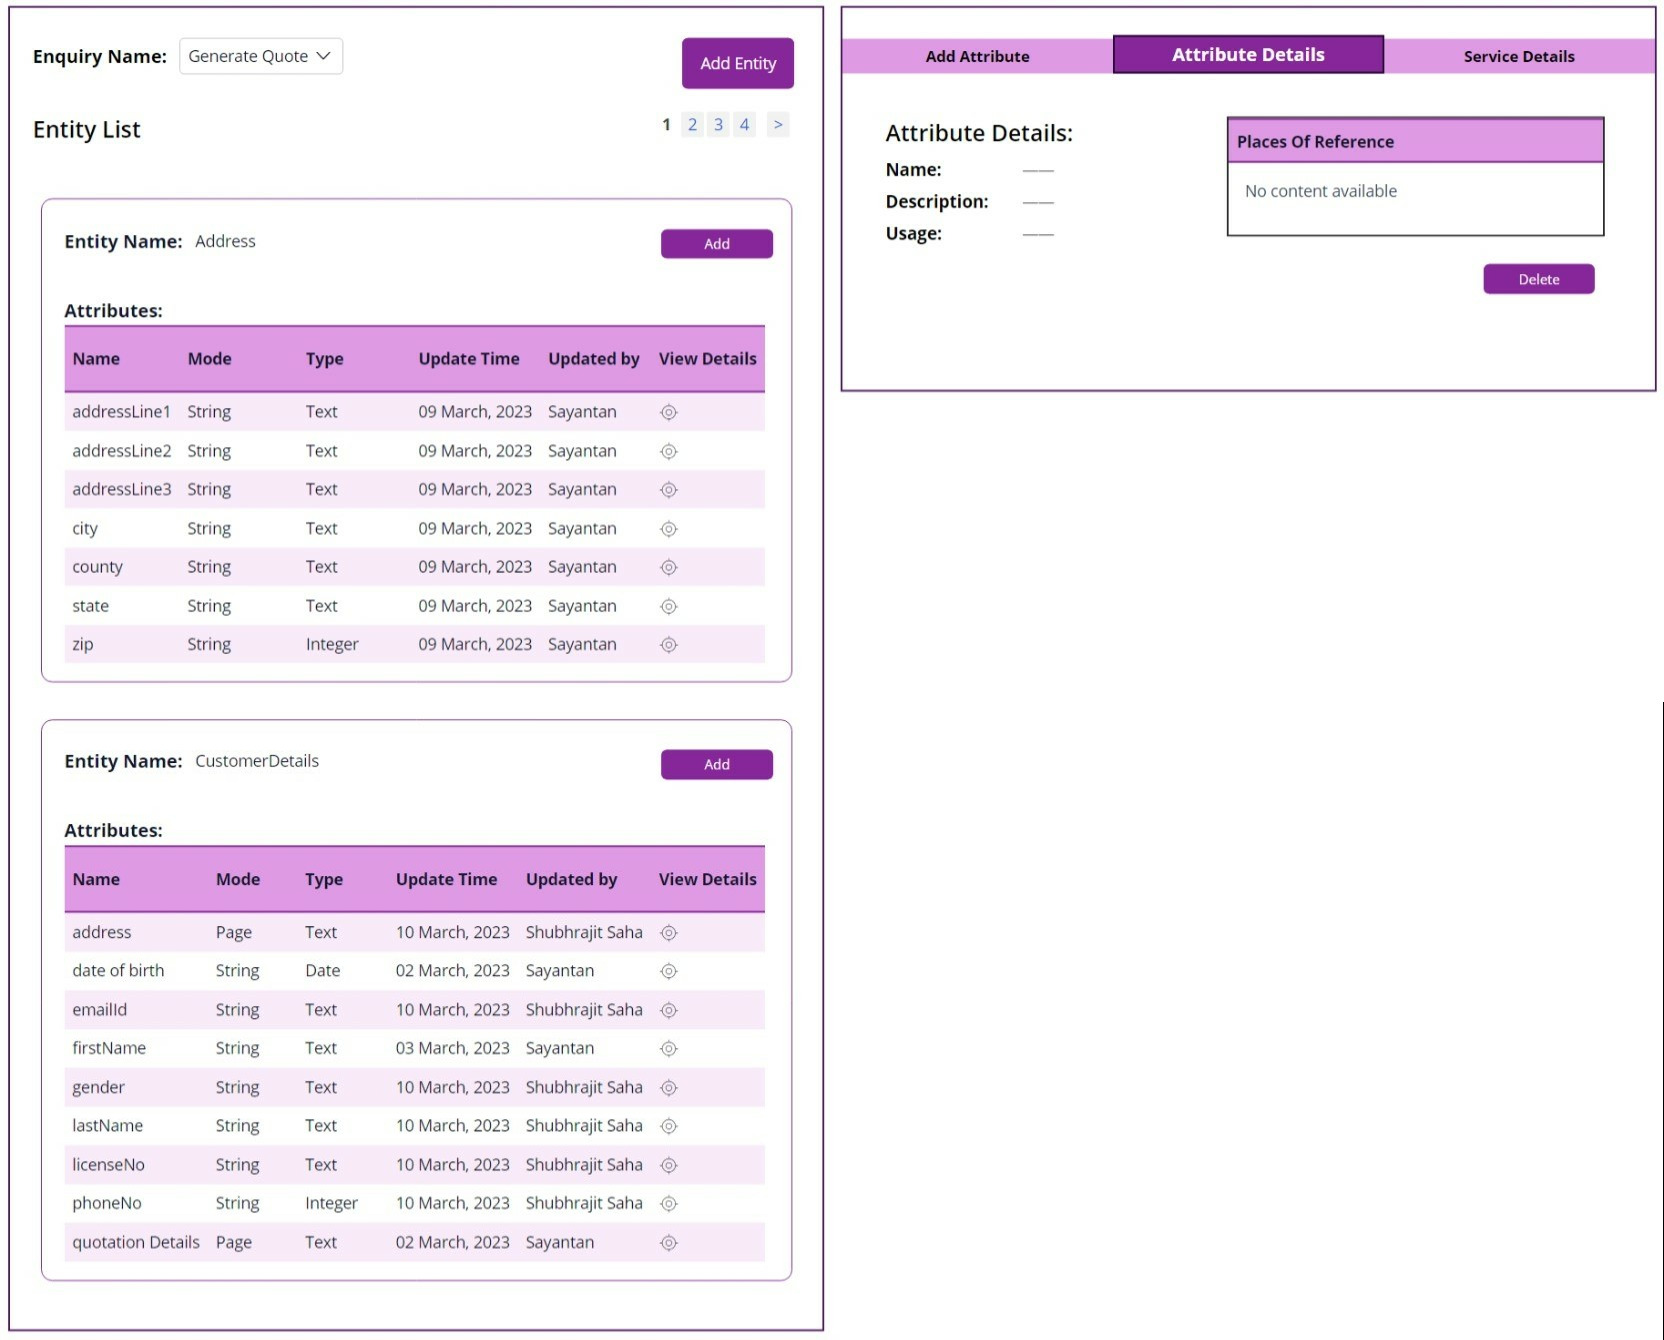 Enquiry Name: Generate Quote
Add Entity
Entity List
1 2 3 4 >
Entity Name: Address
Add
Attributes:
Name Mode Type Update Time Updated by View Details
addressLine1 String Text 09 March, 2023 Sayantan
addressLine2 String Text 09 March, 2023 Sayantan
addressLine3 String Text 09 March, 2023 Sayantan
city String Text 09 March, 2023 Sayantan
county String Text 09 March, 2023 Sayantan
state String Text 09 March, 2023 Sayantan
zip String Integer 09 March, 2023 Sayantan
Entity Name: CustomerDetails
Add
Attributes:
Name Mode Type Update Time Updated by View Details
address Page Text 10 March, 2023 Shubhrajit Saha
date of birth String Date 02 March, 2023 Sayantan
emailId String Text 10 March, 2023 Shubhrajit Saha
firstName String Text 03 March, 2023 Sayantan
gender String Text 10 March, 2023 Shubhrajit Saha
lastName String Text 10 March, 2023 Shubhrajit Saha
licenseNo String Text 10 March, 2023 Shubhrajit Saha
phoneNo String Integer 10 March, 2023 Shubhrajit Saha
quotation Details Page Text 02 March, 2023 Sayantan
Add Attribute Attribute Details Service Details
Attribute Details:
Name: ——
Description: ——
Usage: ——
Places Of Reference
No content available
Delete